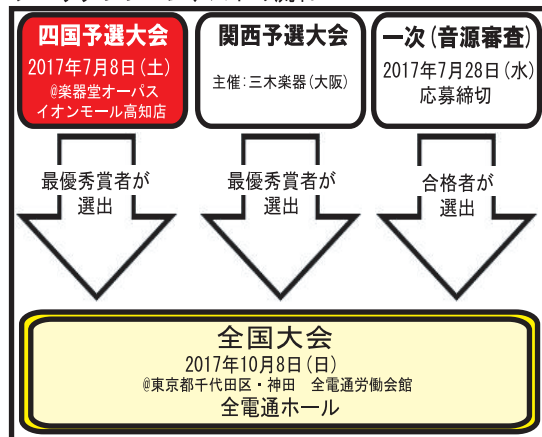 四国予選大会
2017年7月8日(土)
@楽器堂オーパス
イオンモール高知店
関西予選大会
主催:三木楽器(大阪)
一次(音源審査)
2017年7月28日(水)
応募締切
最優秀賞者が
選出
最優秀賞者が
選出
合格者が
選出
全国大会
2017年10月8日(日)
@東京都千代田区・神田 全電通労働会館
全電通ホール